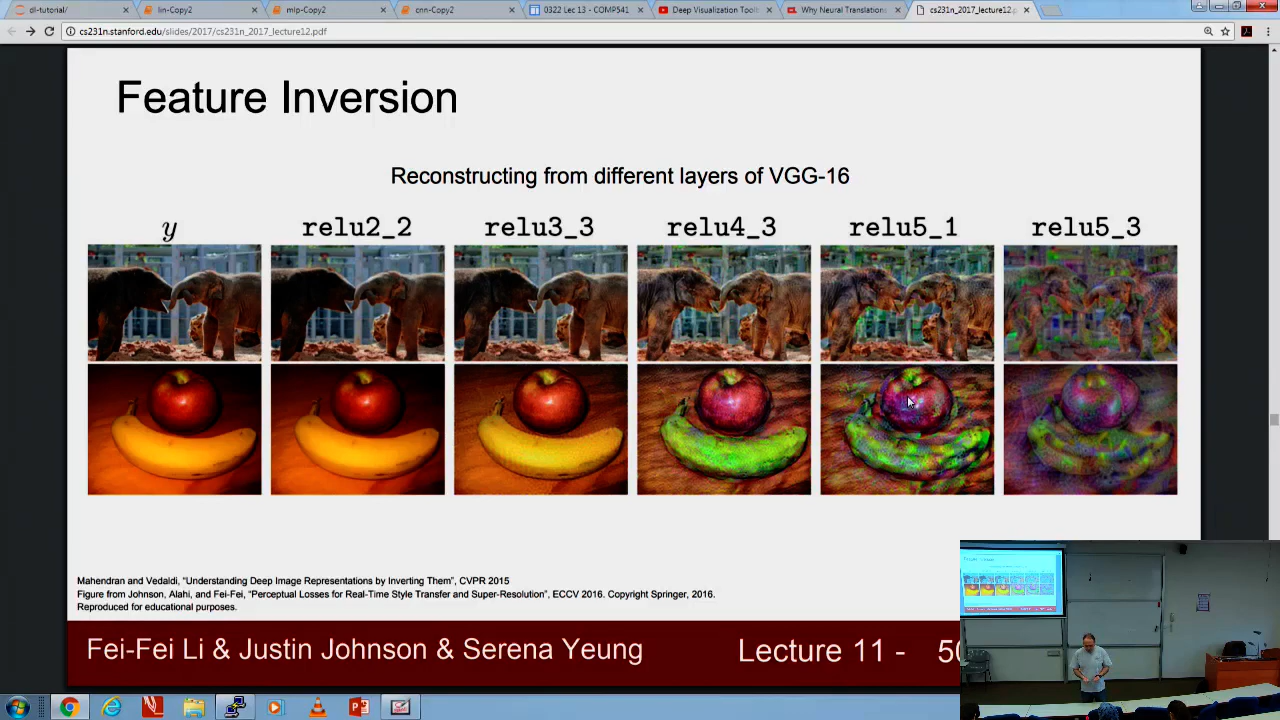 dl-tutorial/
lin-Copy2
mlp-Copy2
cnn-Copy2
0322 Lec 13 - COMP541
Deep Visualization Toolb
Why Neural Translations
cs231n_2017_lecture12.p
cs231n.stanford.edu/slides/2017/cs231n_2017_lecture12.pdf
Feature Inversion
Reconstructing from different layers of VGG-16
y relu2_2 relu3_3 relu4_3 relu5_1 relu5_3
Mahendran and Vedaldi, "Understanding Deep Image Representations by Inverting Them", CVPR 2015
Figure from Johnson, Alahi, and Fei-Fei, "Perceptual Losses for Real-Time Style Transfer and Super-Resolution", ECCV 2016. Copyright Springer, 2016.
Reproduced for educational purposes.
Fei-Fei Li & Justin Johnson & Serena Yeung
Lecture 11 -